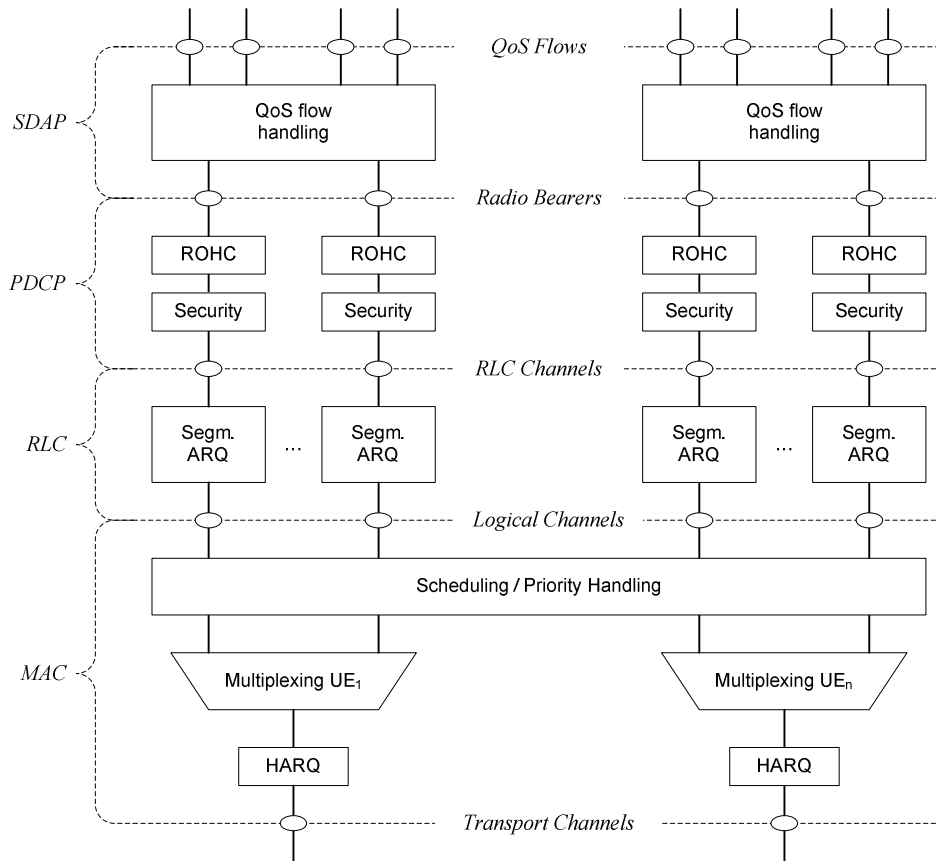 QoS Flows
SDAP
QoS flow
handling
QoS flow
handling
Radio Bearers
PDCP
ROHC
ROHC
ROHC
ROHC
Security
Security
Security
Security
RLC Channels
RLC
Segm.
ARQ
...
Segm.
ARQ
Segm.
ARQ
...
Segm.
ARQ
Logical Channels
Scheduling / Priority Handling
MAC
Multiplexing UE1
Multiplexing UEn
HARQ
HARQ
Transport Channels